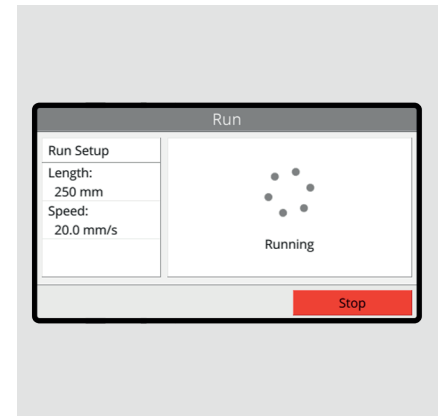 Run
Run Setup
Length:
250 mm
Speed:
20.0 mm/s
Running
Stop